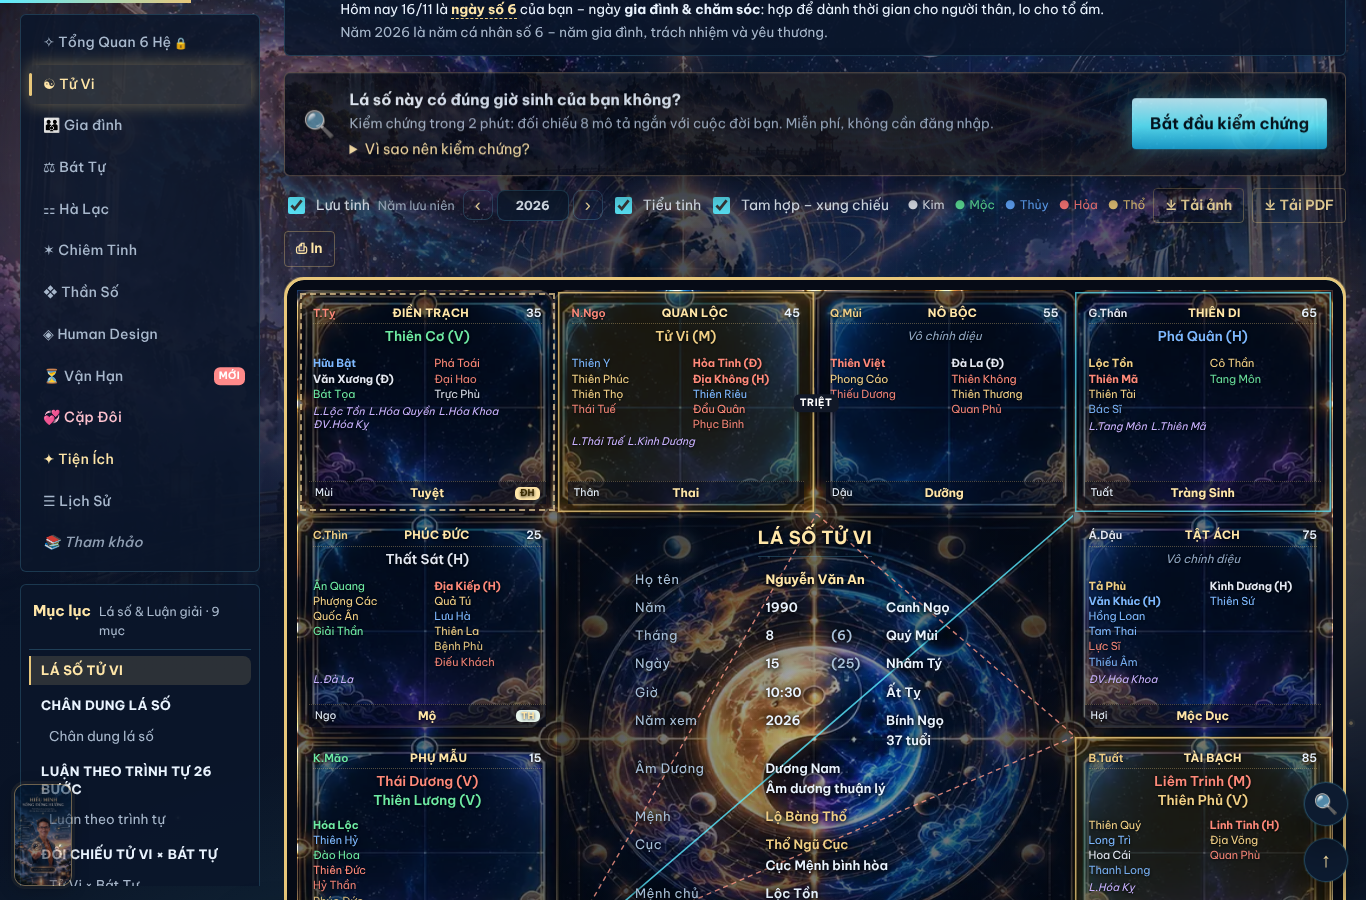 ✧ Tổng Quan 6 Hệ 🔒
☯ Tử Vi
👪 Gia đình
⚖ Bát Tự
⚏ Hà Lạc
✶ Chiêm Tinh
❖ Thần Số
◈ Human Design
⏳ Vận Hạn MỚI
💞 Cặp Đôi
✦ Tiện Ích
☰ Lịch Sử
📚 Tham khảo
Mục lục Lá số & Luận giải · 9 mục
LÁ SỐ TỬ VI
CHÂN DUNG LÁ SỐ
Chân dung lá số
LUẬN THEO TRÌNH TỰ 26
BƯỚC
Luận theo trình tự
ĐỐI CHIẾU TỬ VI × BÁT TỰ
Tử Vi × Bát Tự
Hôm nay 16/11 là ngày số 6 của bạn – ngày gia đình & chăm sóc: hợp để dành thời gian cho người thân, lo cho tổ ấm.
Năm 2026 là năm cá nhân số 6 – năm gia đình, trách nhiệm và yêu thương.
Lá số này có đúng giờ sinh của bạn không?
Kiểm chứng trong 2 phút: đối chiếu 8 mô tả ngắn với cuộc đời bạn. Miễn phí, không cần đăng nhập.
▶ Vì sao nên kiểm chứng?
Bắt đầu kiểm chứng
Lưu tinh Năm lưu niên ‹ 2026 › Tiểu tinh Tam hợp – xung chiếu ● Kim ● Mộc ● Thủy ● Hỏa ● Thổ Tải ảnh Tải PDF
⎙ In
T.Tỵ ĐIỀN TRẠCH 35
Thiên Cơ (V)
Hữu Bật Phá Toái
Văn Xương (Đ) Đại Hao
Bát Tọa Trực Phù
L.Lộc Tồn L.Hóa Quyền L.Hóa Khoa
ĐV.Hóa Kỵ
Mùi Tuyệt ĐH
N.Ngọ QUAN LỘC 45
Tử Vi (M)
Thiên Y Hỏa Tinh (Đ)
Thiên Phúc Địa Không (H)
Thiên Thọ Thiên Riêu
Thái Tuế Đẩu Quân
Phục Binh
L.Thái Tuế L.Kình Dương
Thân Thai
TRIỆT
Q.Mùi NÔ BỘC 55
Vô chính diệu
Thiên Việt Đà La (Đ)
Phong Cáo Thiên Không
Thiếu Dương Thiên Thương
Quan Phủ
Dậu Dưỡng
G.Thân THIÊN DI 65
Phá Quân (H)
Lộc Tồn Cô Thần
Thiên Mã Tang Môn
Thiên Tài
Bác Sĩ
L.Tang Môn L.Thiên Mã
Tuất Tràng Sinh
C.Thìn PHÚC ĐỨC 25
Thất Sát (H)
Ân Quang Địa Kiếp (H)
Phượng Các Quả Tú
Quốc Ấn Lưu Hà
Giải Thần Thiên La
Bệnh Phù
Điếu Khách
L.Đà La
Ngọ Mộ TH
LÁ SỐ TỬ VI
Họ tên Nguyễn Văn An
Năm 1990 Canh Ngọ
Tháng 8 (6) Quý Mùi
Ngày 15 (25) Nhâm Tý
Giờ 10:30 Ất Tỵ
Năm xem 2026 Bính Ngọ
37 tuổi
Âm Dương Dương Nam
Âm dương thuận lý
Mệnh Lộ Bàng Thổ
Cục Thổ Ngũ Cục
Cục Mệnh bình hòa
Mệnh chủ Lộc Tồn
Á.Dậu TẬT ÁCH 75
Vô chính diệu
Tả Phù Kình Dương (H)
Văn Khúc (H) Thiên Sứ
Hồng Loan
Tam Thai
Lực Sĩ
Thiếu Âm
ĐV.Hóa Khoa
Hợi Mộc Dục
K.Mão PHỤ MẪU 15
Thái Dương (V)
Thiên Lương (V)
Hóa Lộc
Thiên Hỷ
Đào Hoa
Thiên Đức
Hỷ Thần
Phúc Đức
B.Tuất TÀI BẠCH 85
Liêm Trinh (M)
Thiên Phủ (V)
Thiên Quý Linh Tinh (H)
Long Trì Địa Võng
Hoa Cái Quan Phù
Thanh Long
L.Hóa Kỵ